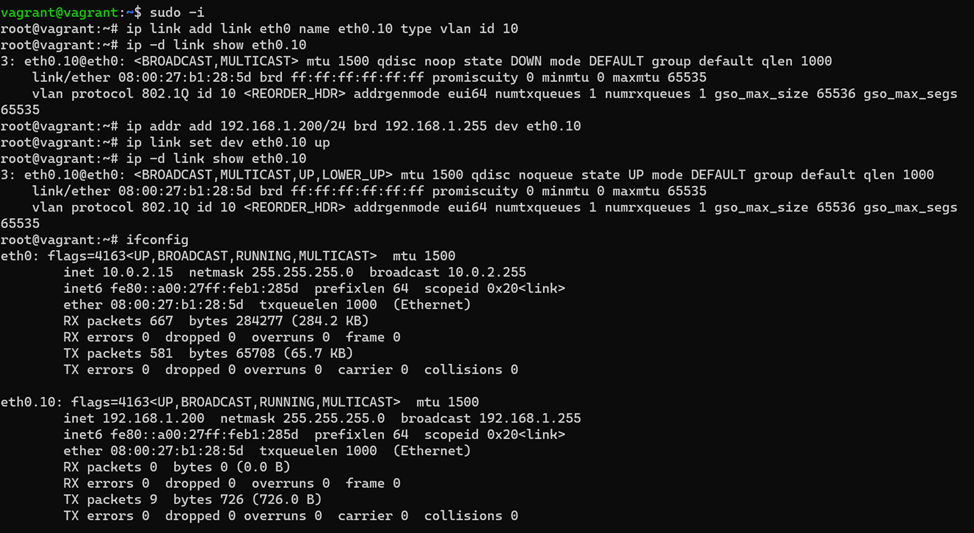 vagrant@vagrant:~$ sudo -i
root@vagrant:~# ip link add link eth0 name eth0.10 type vlan id 10
root@vagrant:~# ip -d link show eth0.10
3: eth0.10@eth0: <BROADCAST,MULTICAST> mtu 1500 qdisc noop state DOWN mode DEFAULT group default qlen 1000
    link/ether 08:00:27:b1:28:5d brd ff:ff:ff:ff:ff:ff promiscuity 0 minmtu 0 maxmtu 65535
    vlan protocol 802.1Q id 10 <REORDER_HDR> addrgenmode eui64 numtxqueues 1 numrxqueues 1 gso_max_size 65536 gso_max_segs
65535
root@vagrant:~# ip addr add 192.168.1.200/24 brd 192.168.1.255 dev eth0.10
root@vagrant:~# ip link set dev eth0.10 up
root@vagrant:~# ip -d link show eth0.10
3: eth0.10@eth0: <BROADCAST,MULTICAST,UP,LOWER_UP> mtu 1500 qdisc noqueue state UP mode DEFAULT group default qlen 1000
    link/ether 08:00:27:b1:28:5d brd ff:ff:ff:ff:ff:ff promiscuity 0 minmtu 0 maxmtu 65535
    vlan protocol 802.1Q id 10 <REORDER_HDR> addrgenmode eui64 numtxqueues 1 numrxqueues 1 gso_max_size 65536 gso_max_segs
65535
root@vagrant:~# ifconfig
eth0: flags=4163<UP,BROADCAST,RUNNING,MULTICAST>  mtu 1500
        inet 10.0.2.15  netmask 255.255.255.0  broadcast 10.0.2.255
        inet6 fe80::a00:27ff:feb1:285d  prefixlen 64  scopeid 0x20<link>
        ether 08:00:27:b1:28:5d  txqueuelen 1000  (Ethernet)
        RX packets 667  bytes 284277 (284.2 KB)
        RX errors 0  dropped 0  overruns 0  frame 0
        TX packets 581  bytes 65708 (65.7 KB)
        TX errors 0  dropped 0 overruns 0  carrier 0  collisions 0

eth0.10: flags=4163<UP,BROADCAST,RUNNING,MULTICAST>  mtu 1500
        inet 192.168.1.200  netmask 255.255.255.0  broadcast 192.168.1.255
        inet6 fe80::a00:27ff:feb1:285d  prefixlen 64  scopeid 0x20<link>
        ether 08:00:27:b1:28:5d  txqueuelen 1000  (Ethernet)
        RX packets 0  bytes 0 (0.0 B)
        RX errors 0  dropped 0  overruns 0  frame 0
        TX packets 9  bytes 726 (726.0 B)
        TX errors 0  dropped 0 overruns 0  carrier 0  collisions 0